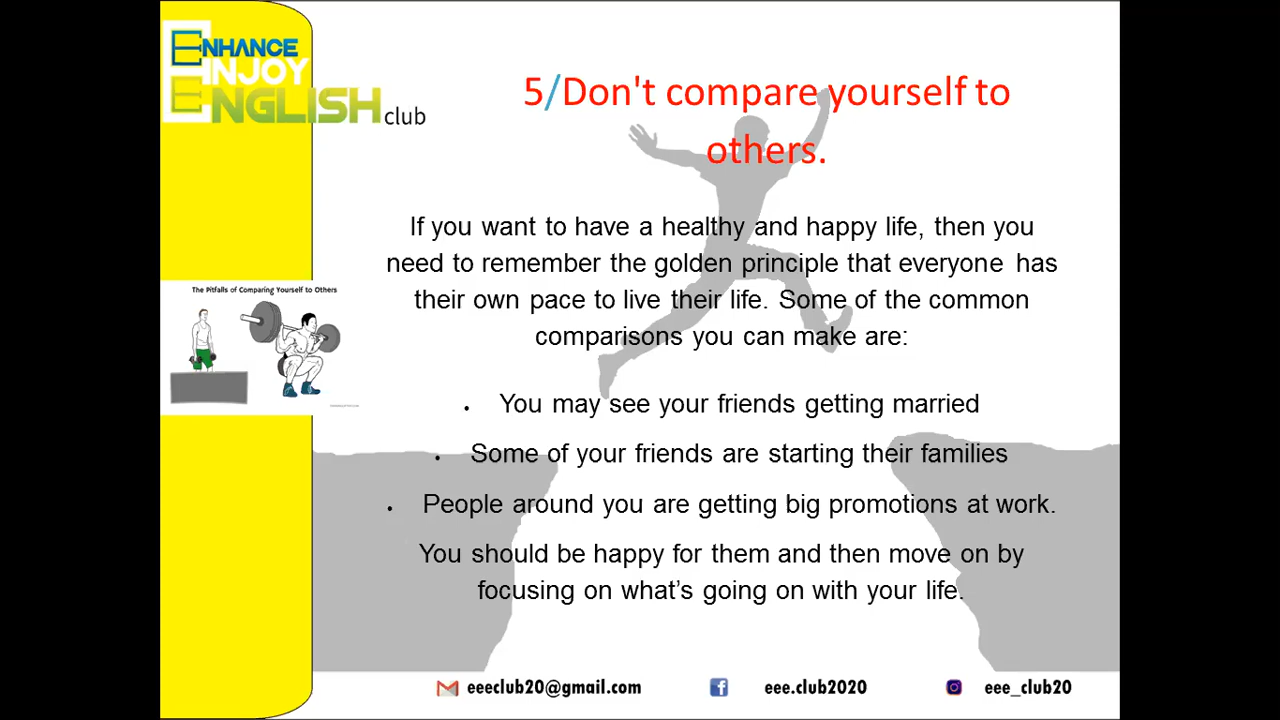 ENHANCE
ENJOY
ENGLISH club
5/Don't compare yourself to
others.
If you want to have a healthy and happy life, then you
need to remember the golden principle that everyone has
their own pace to live their life. Some of the common
comparisons you can make are:
The Pitfalls of Comparing Yourself to Others
• You may see your friends getting married
• Some of your friends are starting their families
• People around you are getting big promotions at work.
You should be happy for them and then move on by
focusing on what’s going on with your life.
eeeclub20@gmail.com eee.club2020 eee_club20